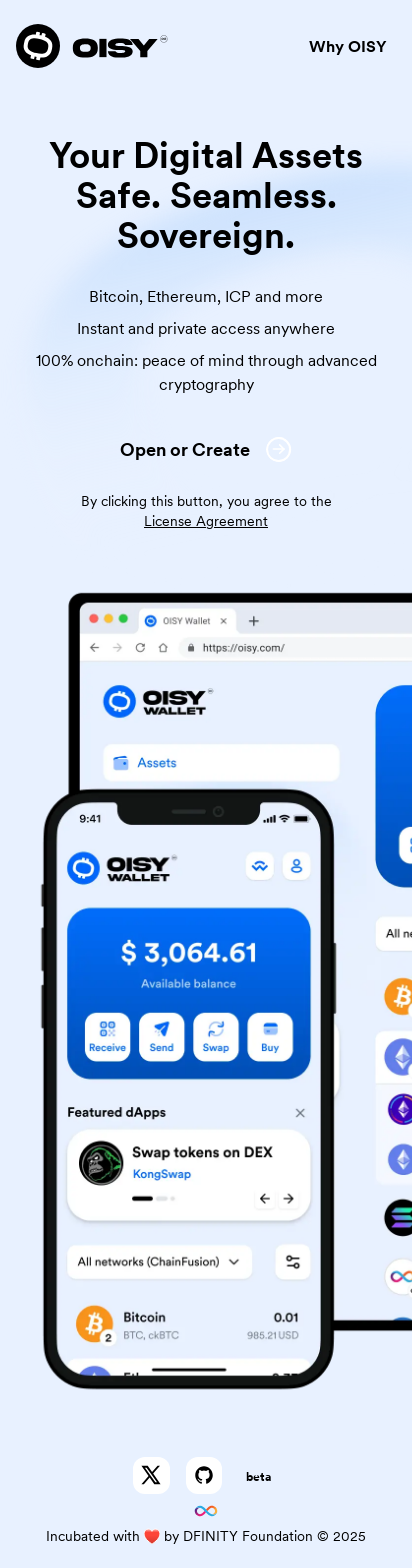 OISY
Why OISY
Your Digital Assets
Safe. Seamless.
Sovereign.
Bitcoin, Ethereum, ICP and more
Instant and private access anywhere
100% onchain: peace of mind through advanced
cryptography
Open or Create
By clicking this button, you agree to the
License Agreement
OISY Wallet
https://oisy.com/
OISY
WALLET
Assets
9:41
OISY
WALLET
$ 3,064.61
Available balance
All ne
Receive
Send
Swap
Buy
Featured dApps
Swap tokens on DEX
KongSwap
All networks (ChainFusion)
Bitcoin
0.01
2
BTC, ckBTC
985.21 USD
beta
Incubated with ❤️ by DFINITY Foundation © 2025